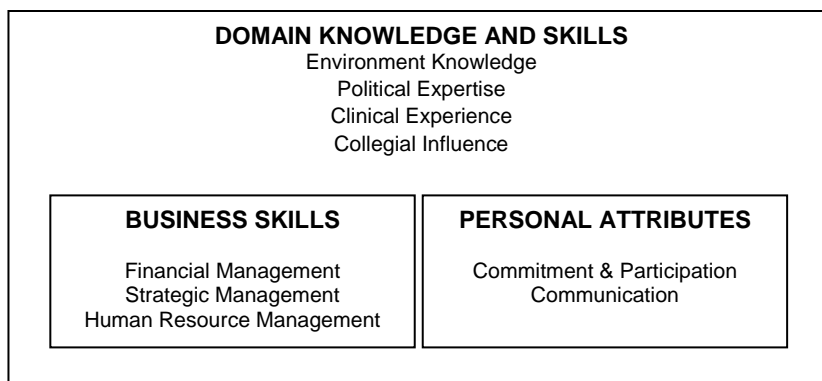 DOMAIN KNOWLEDGE AND SKILLS
Environment Knowledge
Political Expertise
Clinical Experience
Collegial Influence
BUSINESS SKILLS
Financial Management
Strategic Management
Human Resource Management
PERSONAL ATTRIBUTES
Commitment & Participation
Communication